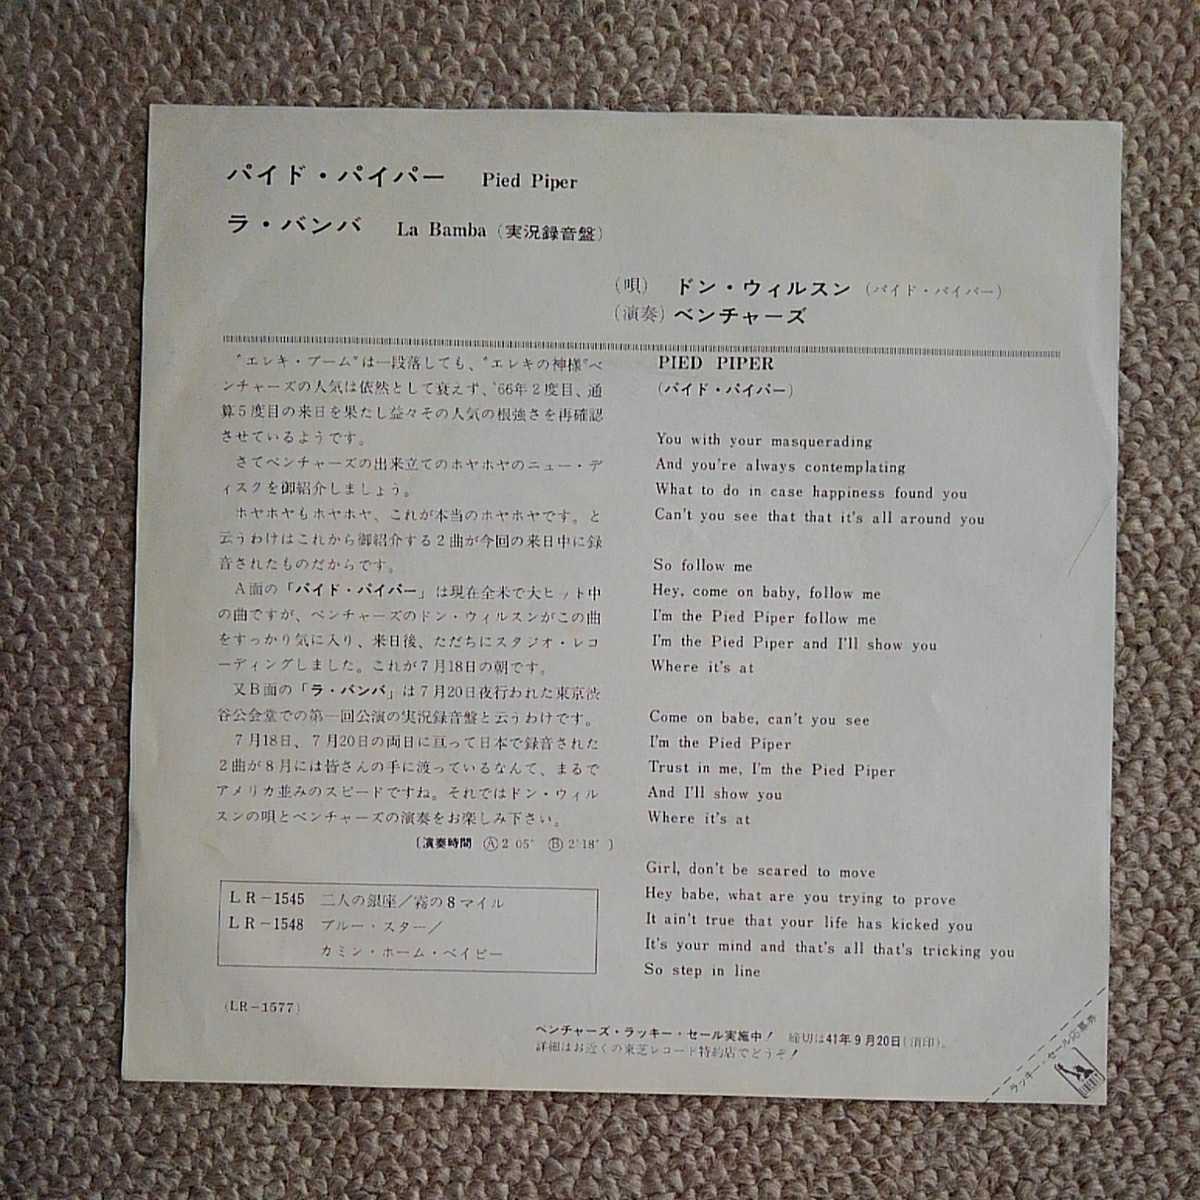 パイド・パイパー Pied Piper
ラ・バンバ La Bamba (実況録音盤)
(唄) ドン・ウィルスン (パイド・パイパー)
(演奏) ベンチャーズ
"エレキ・ブーム"は一段落しても、"エレキの神様"ベ
ンチャーズの人気は依然として衰えず、'66年2度目、通
算5度目の来日を果たし益々その人気の根強さを再確認
させているようです。
さてベンチャーズの出来立てのホヤホヤのニュー・デ
ィスクを御紹介しましょう。
ホヤホヤもホヤホヤ、これが本当のホヤホヤです。と
云うわけはこれから御紹介する2曲が今回の来日中に録
音されたものだからです。
A面の「パイド・パイパー」は現在全米で大ヒット中
の曲ですが、ベンチャーズのドン・ウィルスンがこの曲
をすっかり気に入り、来日後、ただちにスタジオ・レコ
ーディングしました。これが7月18日の朝です。
又B面の「ラ・バンバ」は7月20日夜行われた東京渋
谷公会堂での第一回公演の実況録音盤と云うわけです。
7月18日、7月20日の両日に亘って日本で録音された
2曲が8月には皆さんの手に渡っているなんて、まるで
アメリカ並みのスピードですね。それではドン・ウィル
スンの唄とベンチャーズの演奏をお楽しみ下さい。
〔演奏時間 Ⓐ2′05″ Ⓑ2′18″〕
LR-1545 二人の銀座/霧の8マイル
LR-1548 ブルー・スター/
カミン・ホーム・ベイビー
(LR-1577)
PIED PIPER
(パイド・パイパー)
You with your masquerading
And you're always contemplating
What to do in case happiness found you
Can't you see that that it's all around you
So follow me
Hey, come on baby, follow me
I'm the Pied Piper follow me
I'm the Pied Piper and I'll show you
Where it's at
Come on babe, can't you see
I'm the Pied Piper
Trust in me, I'm the Pied Piper
And I'll show you
Where it's at
Girl, don't be scared to move
Hey babe, what are you trying to prove
It ain't true that your life has kicked you
It's your mind and that's all that's tricking you
So step in line
ベンチャーズ・ラッキー・セール実施中! 締切は41年9月20日(消印)。
詳細はお近くの東芝レコード特約店でどうぞ!
ラッキー・セール応募券